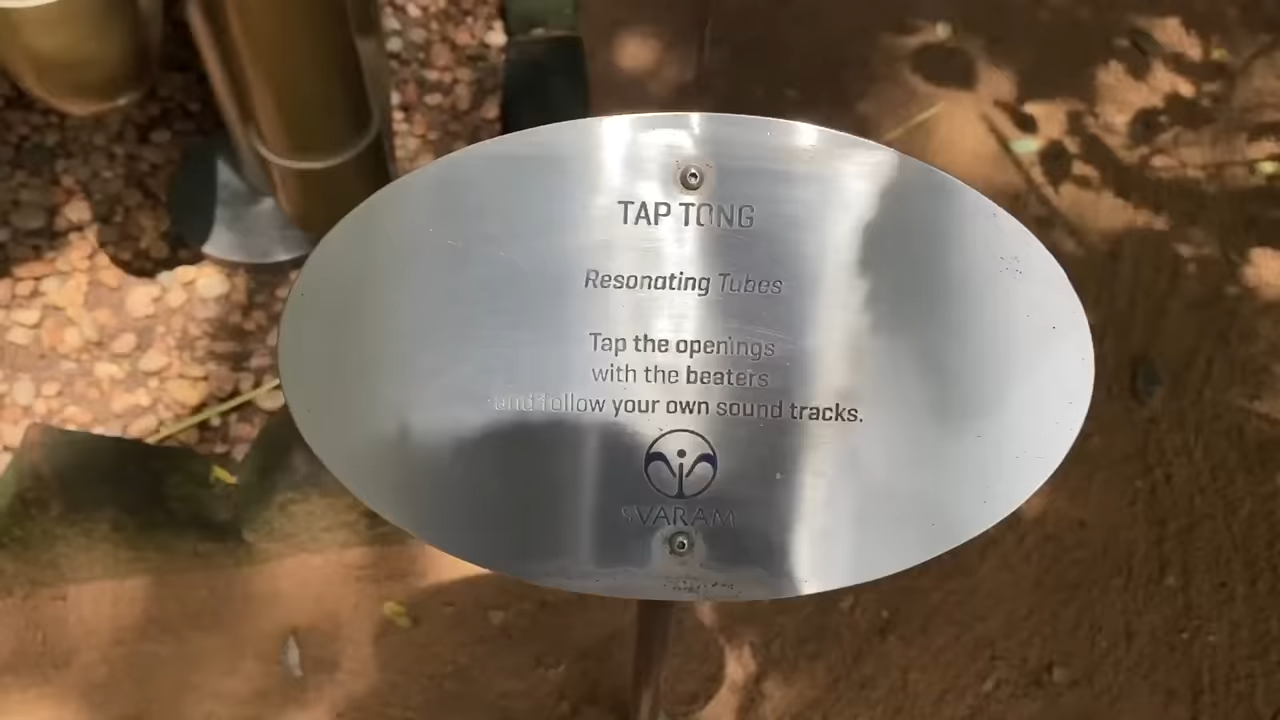 TAP TONG
Resonating Tubes
Tap the openings
with the beaters
and follow your own sound tracks.
SVARAM